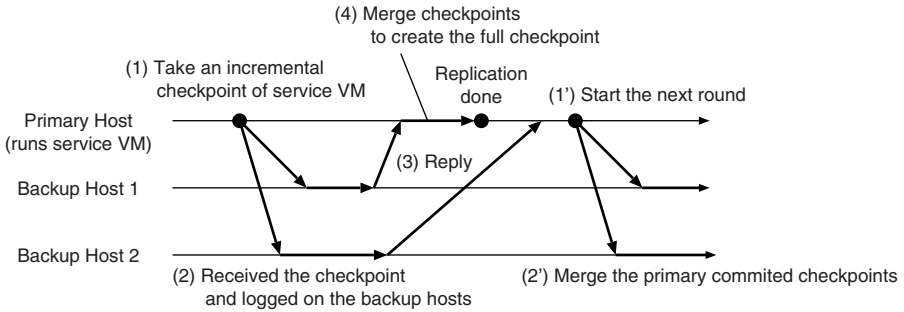 (4) Merge checkpoints
to create the full checkpoint
(1) Take an incremental
checkpoint of service VM
Replication
done
(1') Start the next round
Primary Host
(runs service VM)
(3) Reply
Backup Host 1
Backup Host 2
(2) Received the checkpoint
and logged on the backup hosts
(2') Merge the primary commited checkpoints